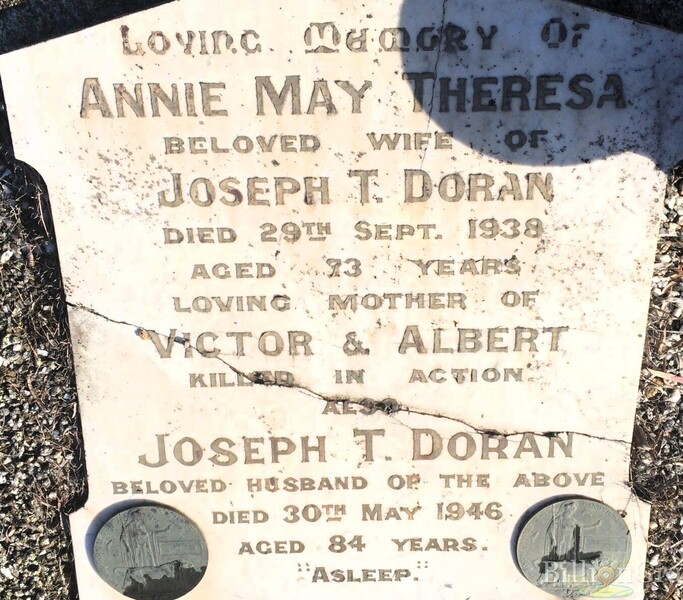 LOVING MEMORY OF
ANNIE MAY THERESA
BELOVED WIFE OF
JOSEPH T. DORAN
DIED 29TH SEPT. 1938
AGED 73 YEARS
LOVING MOTHER OF
VICTOR & ALBERT
KILLED IN ACTION.
ALSO
JOSEPH T. DORAN
BELOVED HUSBAND OF THE ABOVE
DIED 30TH MAY 1946
AGED 84 YEARS.
"ASLEEP."